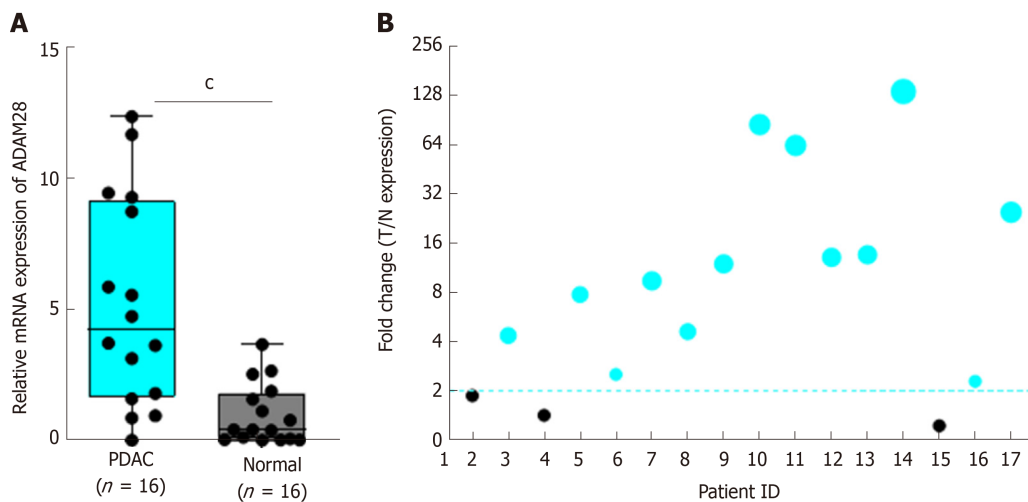 A
Relative mRNA expression of ADAM28
15
10
5
0
c
PDAC
(n = 16)
Normal
(n = 16)
B
Fold change (T/N expression)
256
128
64
32
16
8
4
2
0
1 2 3 4 5 6 7 8 9 10 11 12 13 14 15 16 17
Patient ID